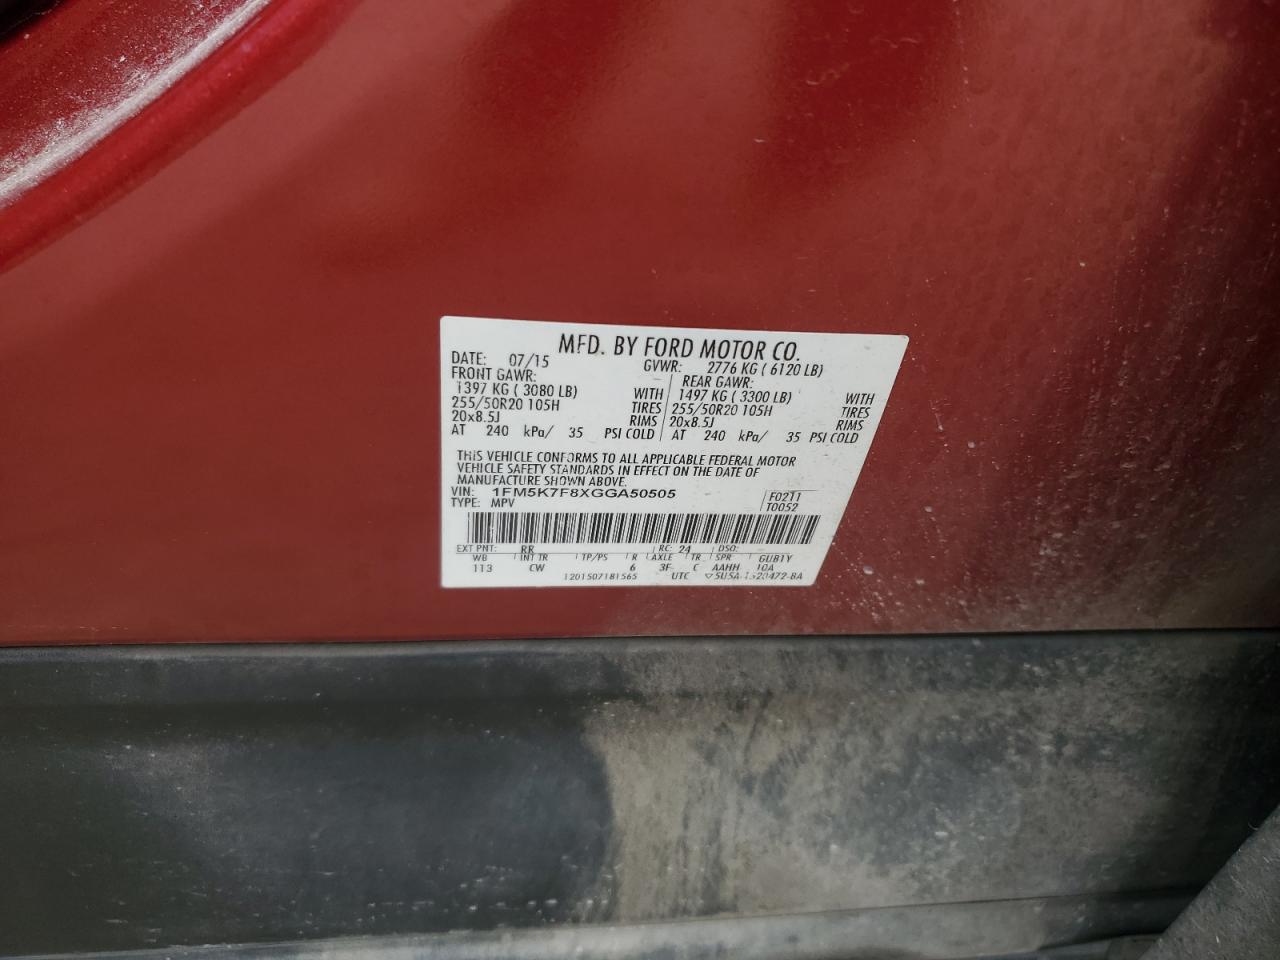 MFD. BY FORD MOTOR CO.
DATE: 07/15 GVWR: 2776 KG ( 6120 LB)
FRONT GAWR: REAR GAWR:
1397 KG ( 3080 LB) WITH 1497 KG ( 3300 LB) WITH
255/50R20 105H TIRES 255/50R20 105H TIRES
20x8.5J RIMS 20x8.5J RIMS
AT 240 kPa/ 35 PSI COLD AT 240 kPa/ 35 PSI COLD
THIS VEHICLE CONFORMS TO ALL APPLICABLE FEDERAL MOTOR
VEHICLE SAFETY STANDARDS IN EFFECT ON THE DATE OF
MANUFACTURE SHOWN ABOVE.
VIN: 1FM5K7F8XGGA50505 F0211
TYPE: MPV T0052
EXT PNT: RR RC: 24 DSO:
WB INT TR TP/PS R AXLE TR SPR GUB1Y
113 CW 6 3F C AAHH 10A
1201507181565 UTC ▽5U5A-1520472-BA